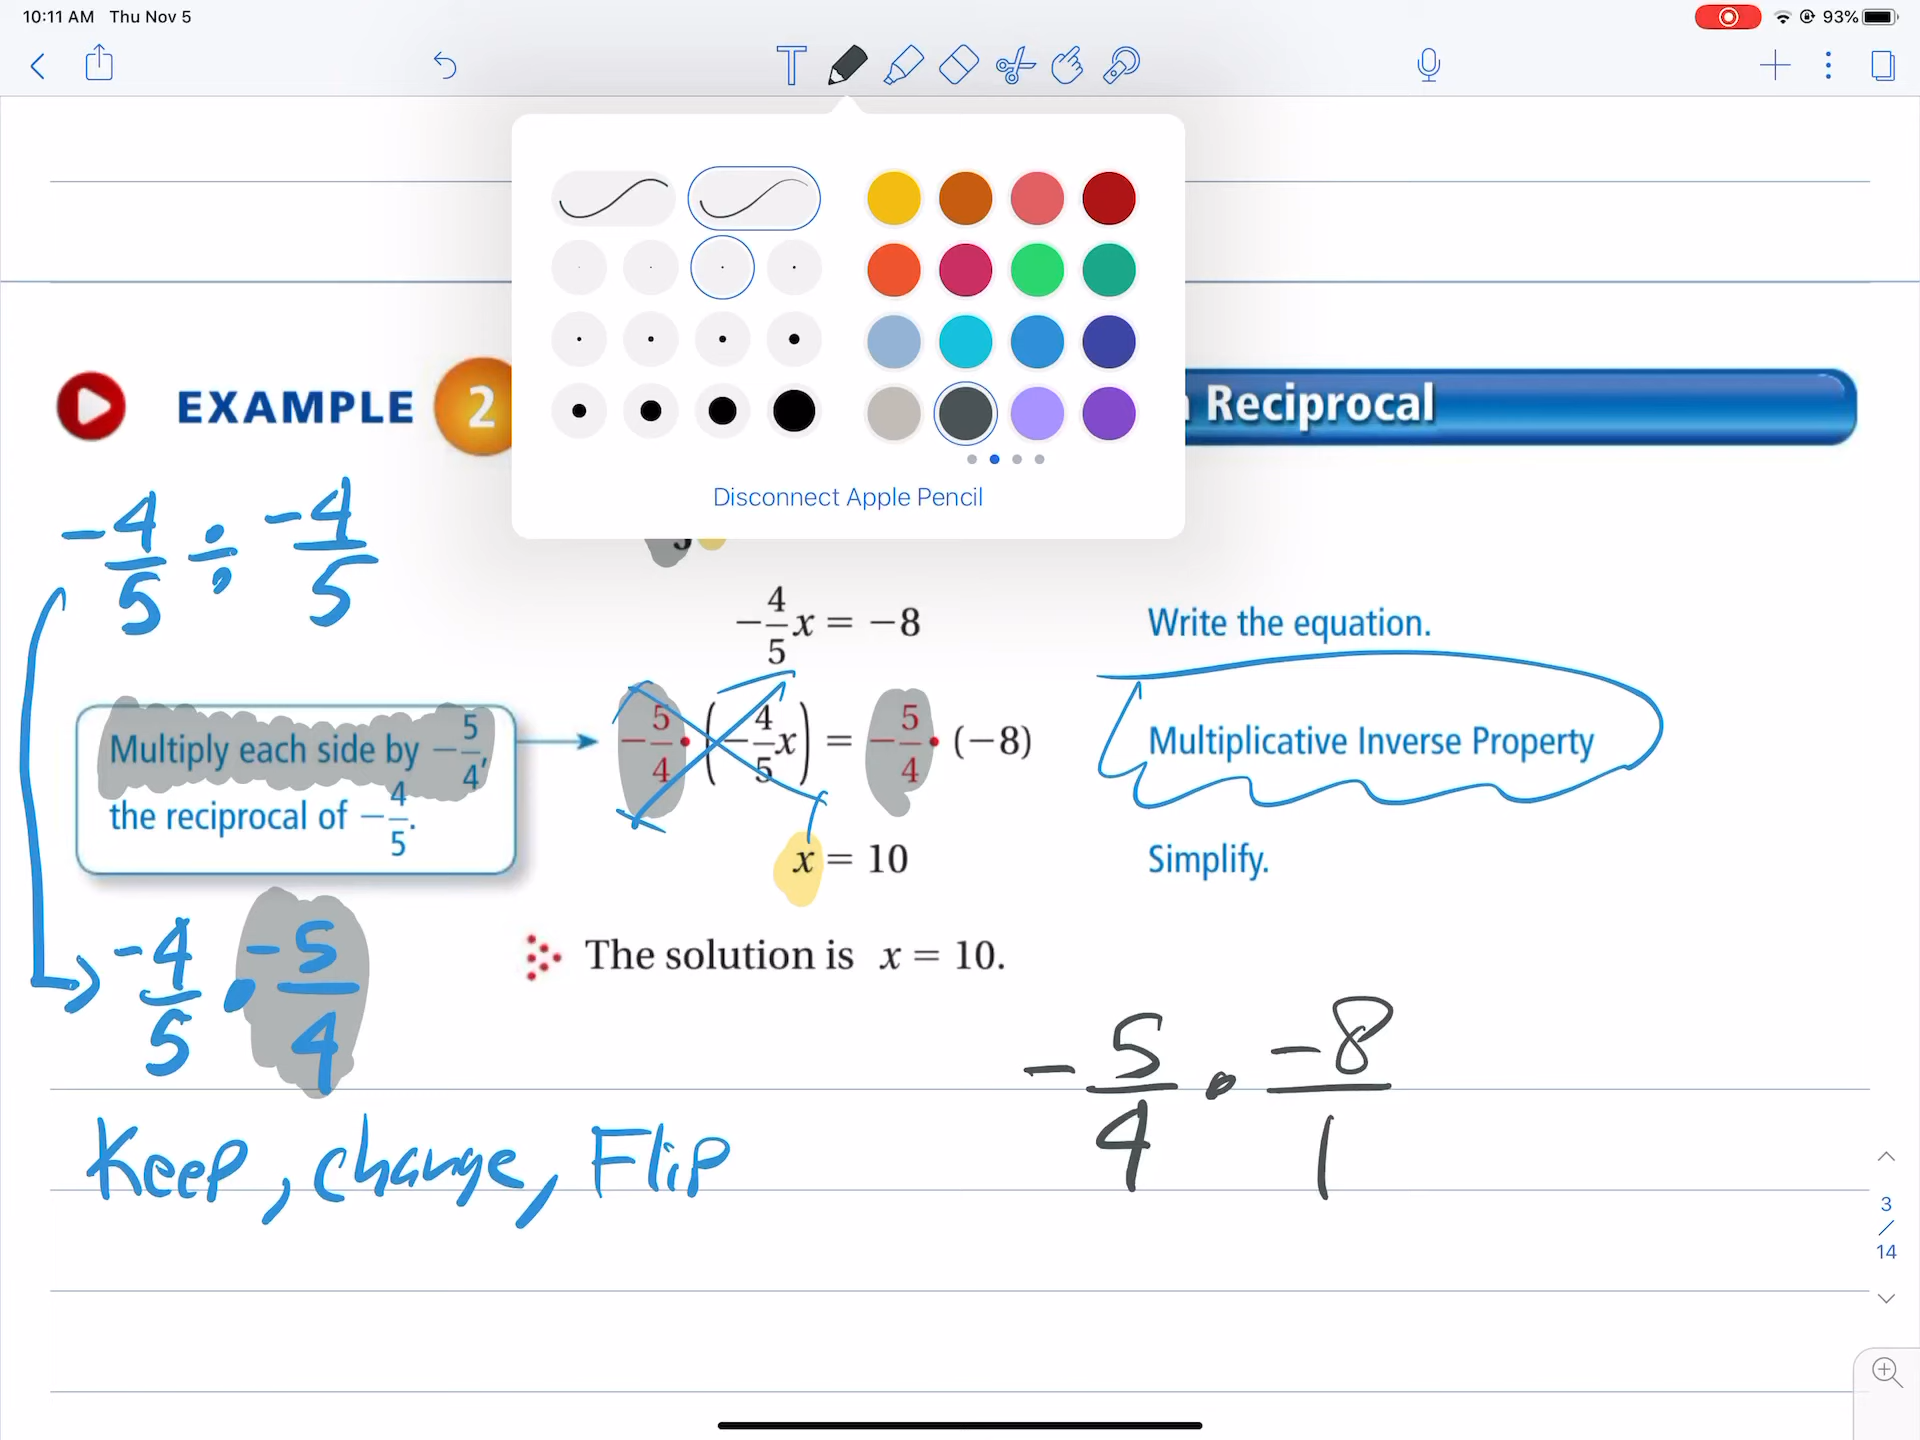 10:11 AM Thu Nov 5
93%
T
Disconnect Apple Pencil
EXAMPLE 2 Reciprocal
-4/5 ÷ -4/5
-4/5 x = -8 Write the equation.
Multiply each side by -5/4,
the reciprocal of -4/5.
-5/4 • (-4/5 x) = -5/4 • (-8) Multiplicative Inverse Property
x = 10 Simplify.
The solution is x = 10.
-4/5 • -5/4
-5/4 • -8/1
Keep, change, Flip
3
/
14